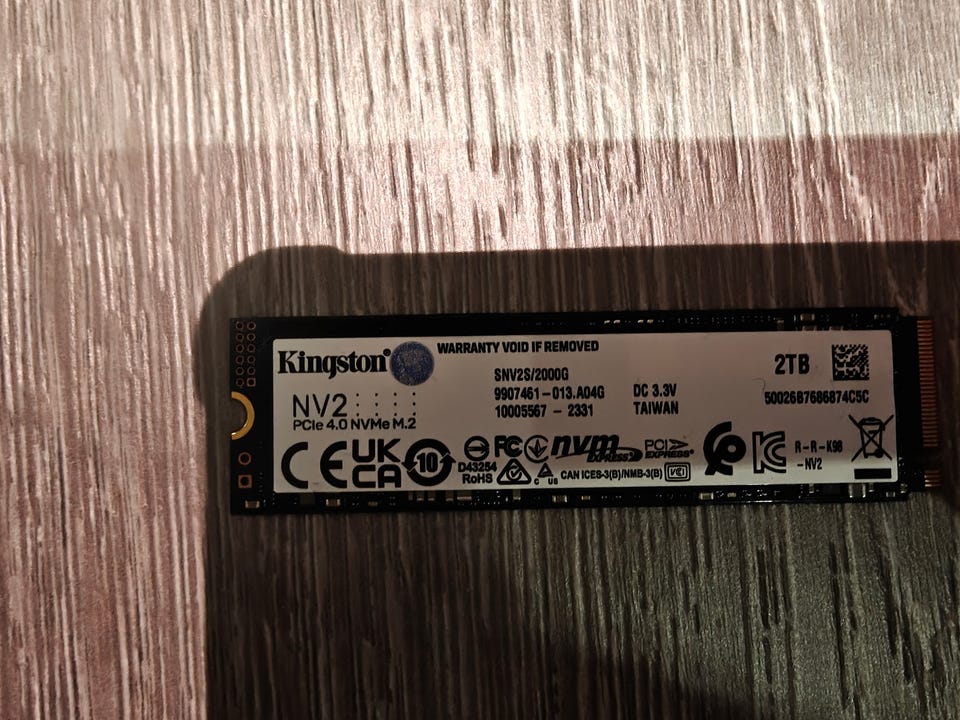 WARRANTY VOID IF REMOVED
Kingston
2TB
SNV2S/2000G
9907461-013.A04G
DC 3.3V
50026B7686874C5C
NV2
10005567 - 2331
TAIWAN
PCIe 4.0 NVMe M.2
CE
UK
CA
10
FC
nvm
EXPRESS
PCI
EXPRESS
R-R-K98
-NV2
D43254
RoHS
C US
CAN ICES-3(B)/NMB-3(B)
VCI